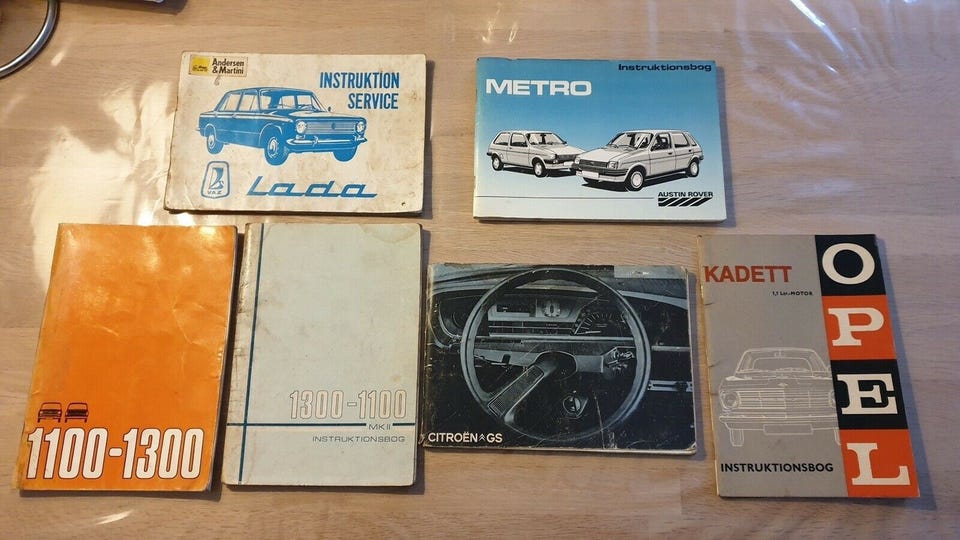 Andersen
& Martini
INSTRUKTION
SERVICE
VAZ
Lada
Instruktionsbog
METRO
AUSTIN ROVER
1100-1300
1300-1100
MK II
INSTRUKTIONSBOG
CITROËN GS
KADETT
1,1 Ltr.-MOTOR
INSTRUKTIONSBOG
OPEL